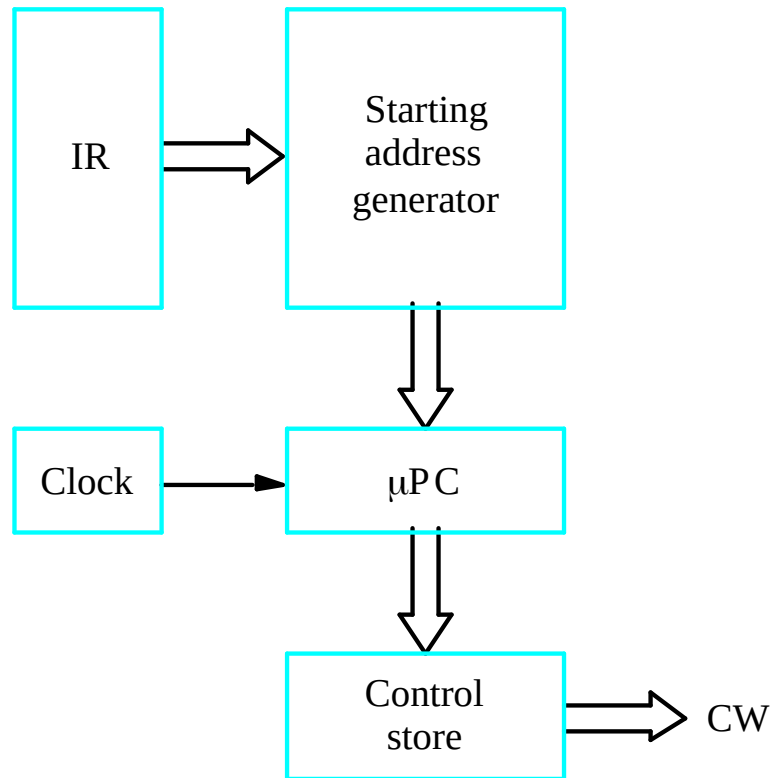 IR
Starting
address
generator
Clock
μPC
Control
store
CW